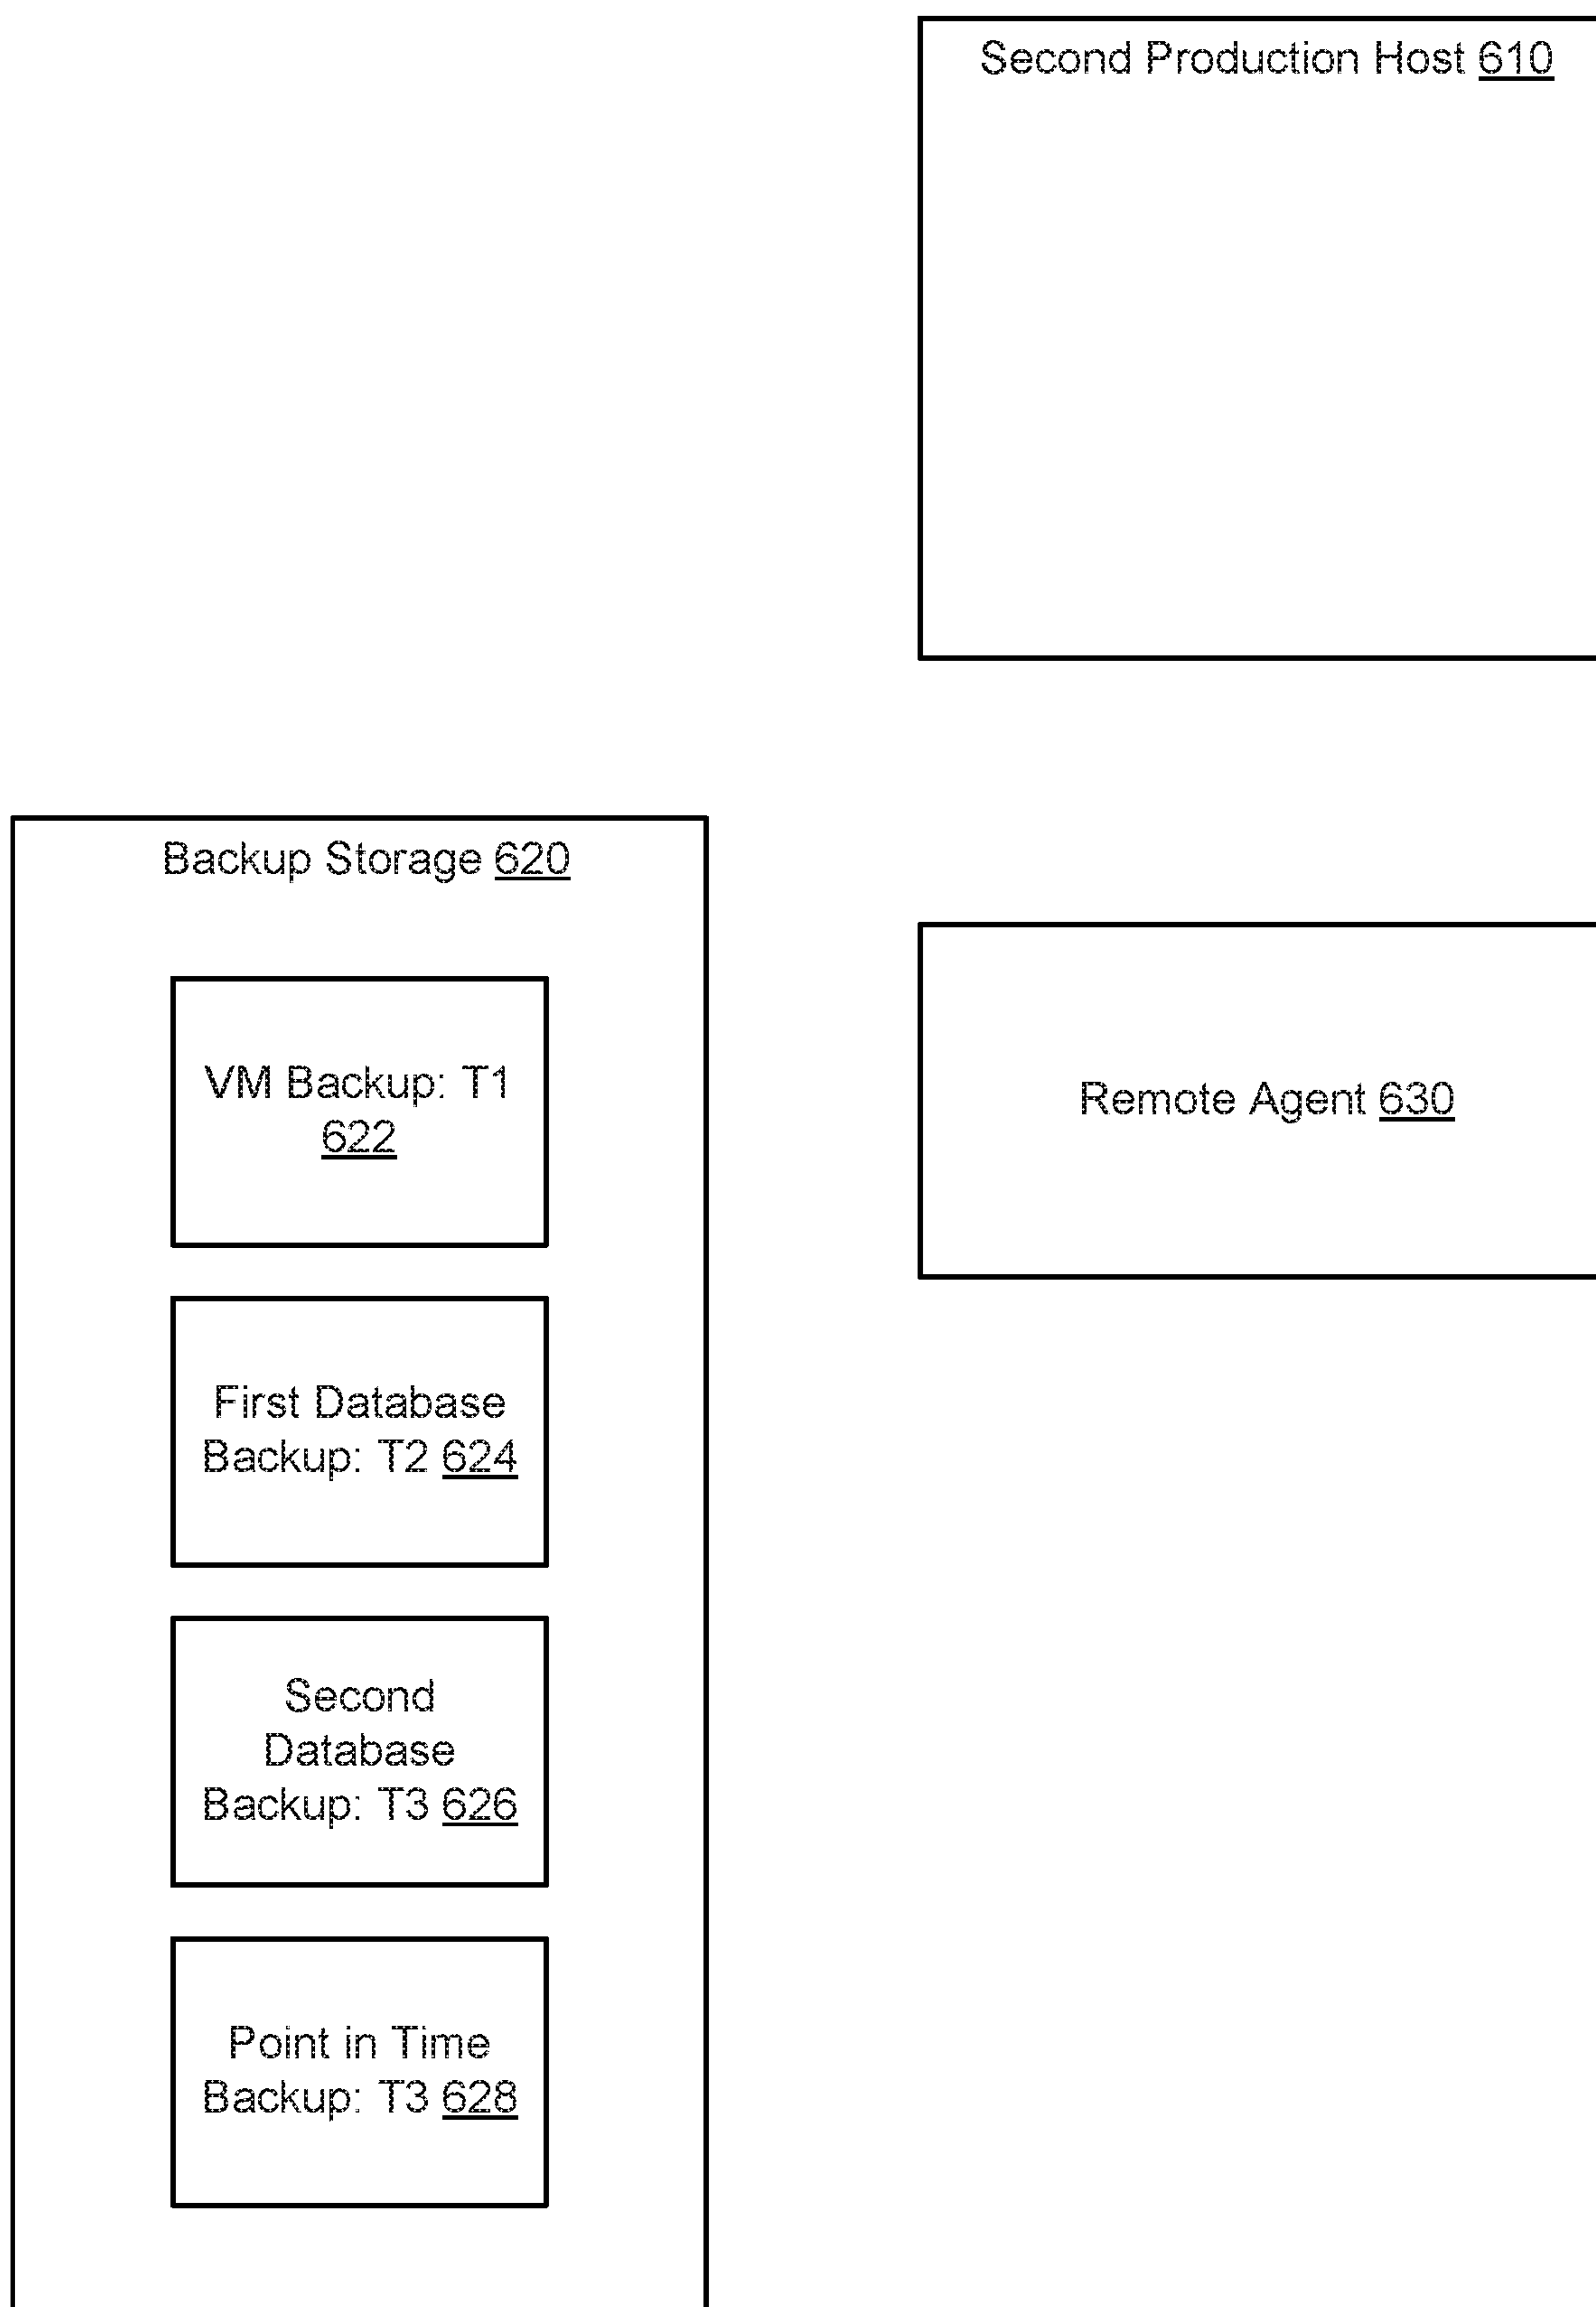 Second Production Host 610
Backup Storage 620
VM Backup: T1
622
Remote Agent 630
First Database
Backup: T2 624
Second
Database
Backup: T3 626
Point in Time
Backup: T3 628